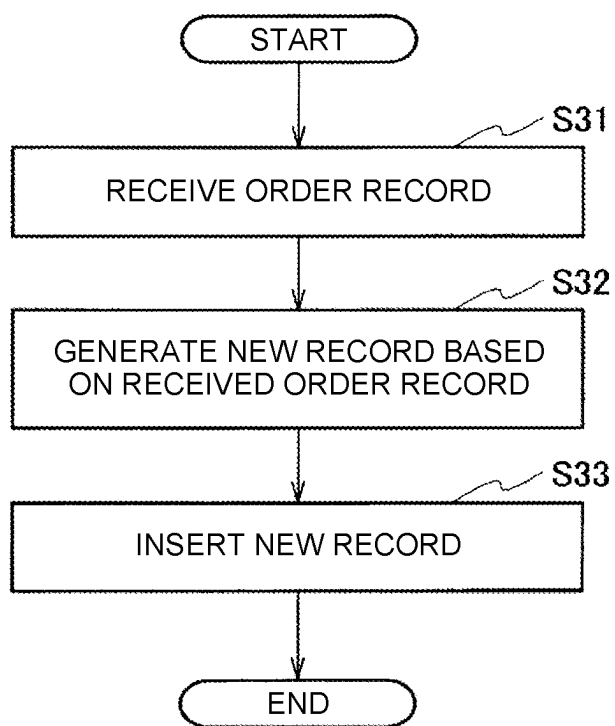 START
S31
RECEIVE ORDER RECORD
S32
GENERATE NEW RECORD BASED
ON RECEIVED ORDER RECORD
S33
INSERT NEW RECORD
END